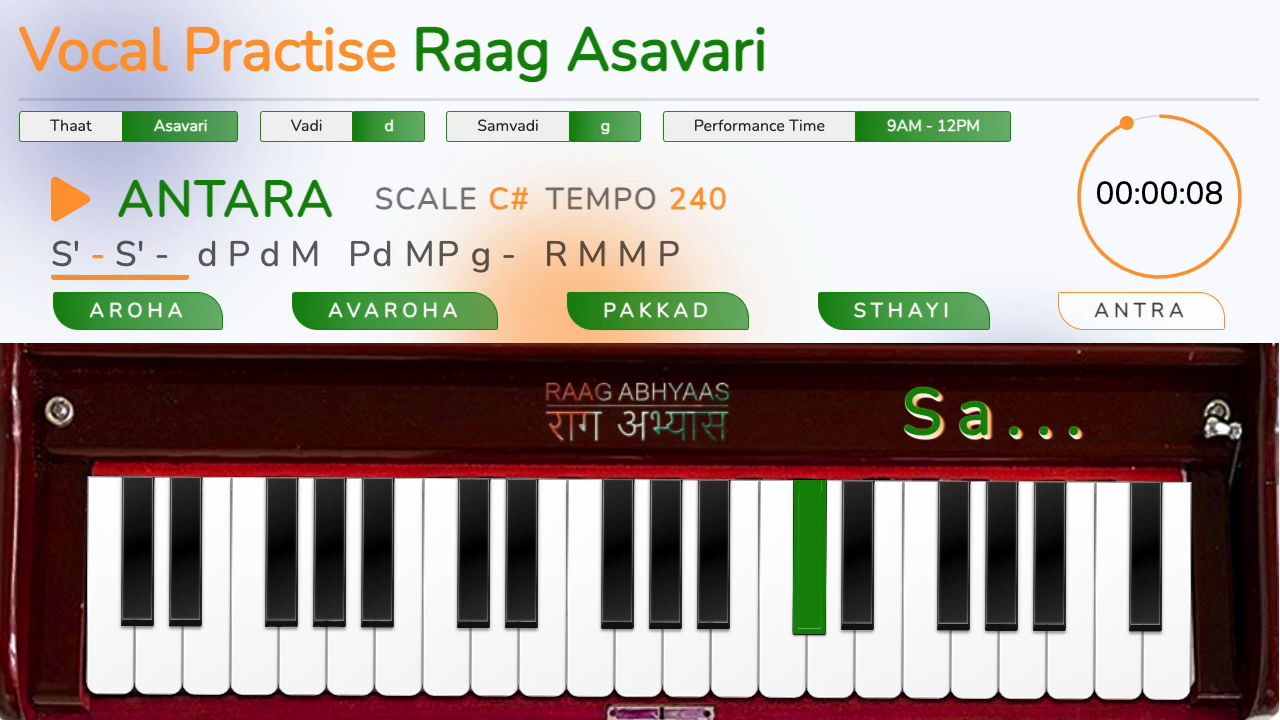 Vocal Practise Raag Asavari
Thaat Asavari Vadi d Samvadi g Performance Time 9AM - 12PM
00:00:08
ANTARA SCALE C# TEMPO 240
S' - S' - d P d M Pd MP g - R M M P
AROHA AVAROHA PAKKAD STHAYI ANTRA
RAAG ABHYAAS
राग अभ्यास
Sa...